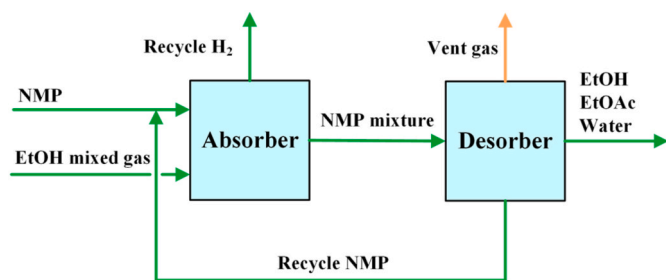 Recycle H₂
Vent gas
NMP
EtOH
EtOAc
Water
NMP mixture
Absorber
Desorber
EtOH mixed gas
Recycle NMP